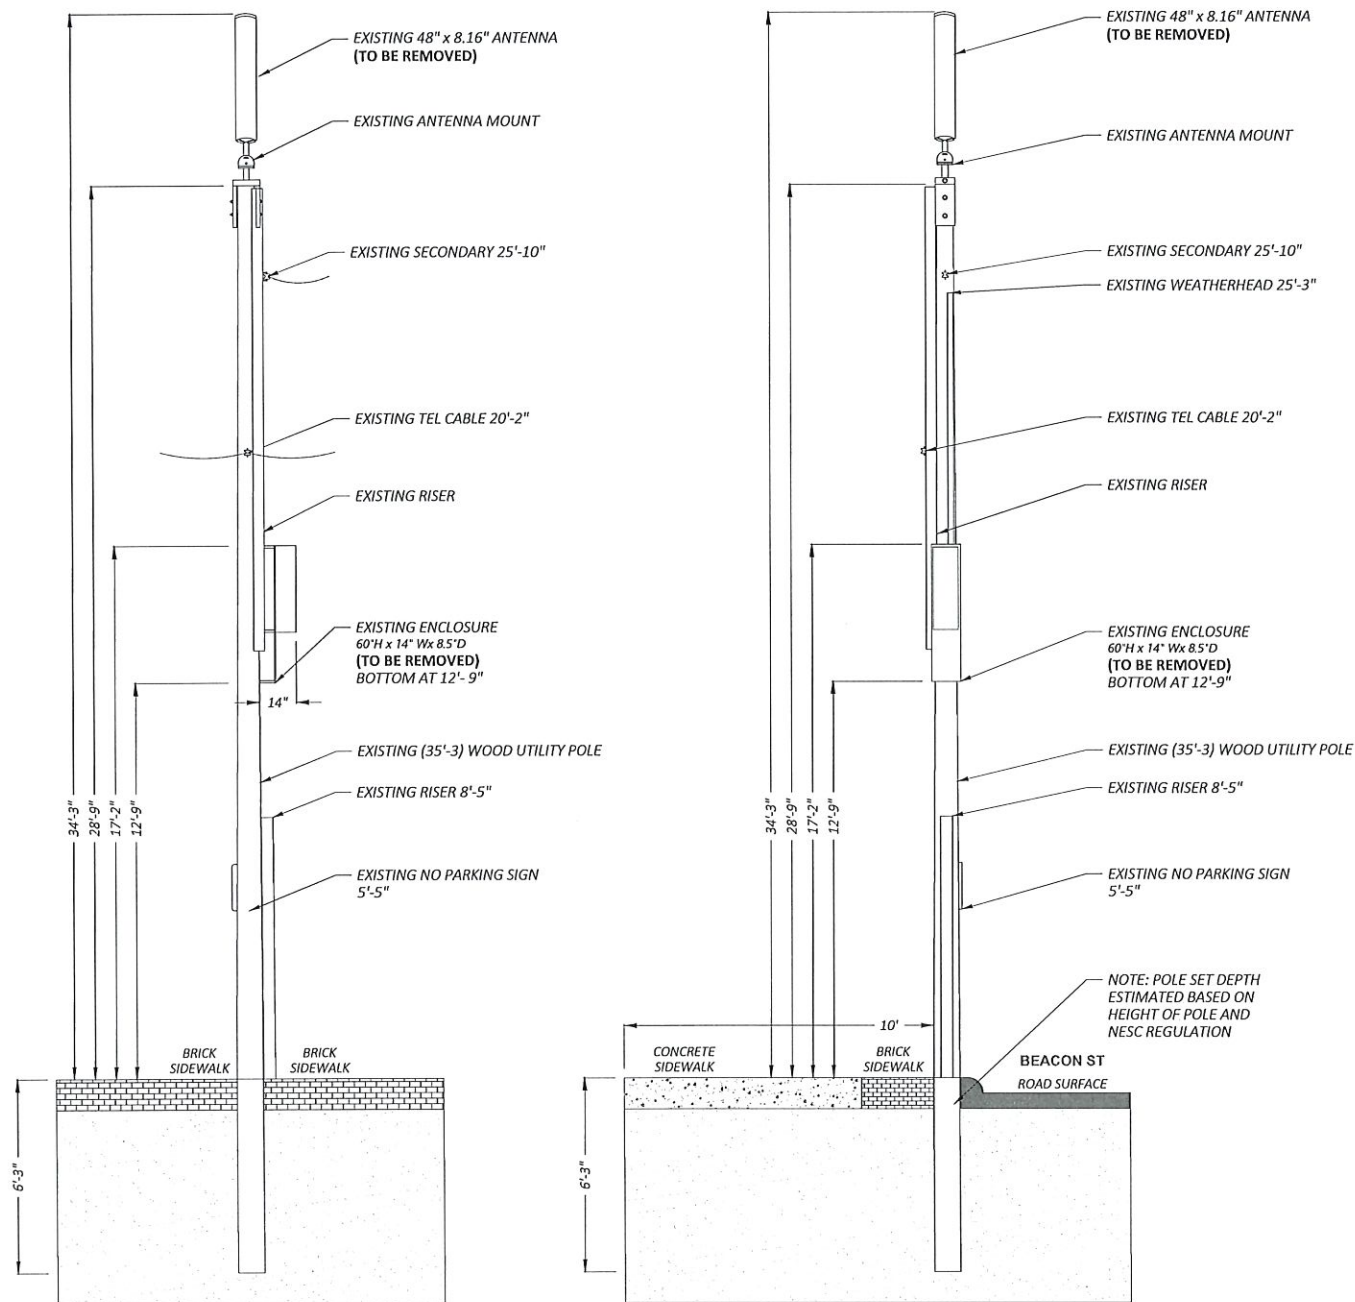 EXISTING 48" x 8.16" ANTENNA
(TO BE REMOVED)
EXISTING ANTENNA MOUNT
EXISTING SECONDARY 25'-10"
EXISTING TEL CABLE 20'-2"
EXISTING RISER
EXISTING ENCLOSURE
60"H x 14" Wx 8.5"D
(TO BE REMOVED)
BOTTOM AT 12'- 9"
14"
EXISTING (35'-3) WOOD UTILITY POLE
EXISTING RISER 8'-5"
34'-3"
28'-9"
17'-2"
12'-9"
EXISTING NO PARKING SIGN
5'-5"
BRICK
SIDEWALK
BRICK
SIDEWALK
6'-3"
EXISTING 48" x 8.16" ANTENNA
(TO BE REMOVED)
EXISTING ANTENNA MOUNT
EXISTING SECONDARY 25'-10"
EXISTING WEATHERHEAD 25'-3"
EXISTING TEL CABLE 20'-2"
EXISTING RISER
EXISTING ENCLOSURE
60"H x 14" Wx 8.5"D
(TO BE REMOVED)
BOTTOM AT 12'-9"
EXISTING (35'-3) WOOD UTILITY POLE
EXISTING RISER 8'-5"
34'-3"
28'-9"
17'-2"
12'-9"
EXISTING NO PARKING SIGN
5'-5"
NOTE: POLE SET DEPTH
ESTIMATED BASED ON
HEIGHT OF POLE AND
NESC REGULATION
10'
CONCRETE
SIDEWALK
BRICK
SIDEWALK
BEACON ST
ROAD SURFACE
6'-3"